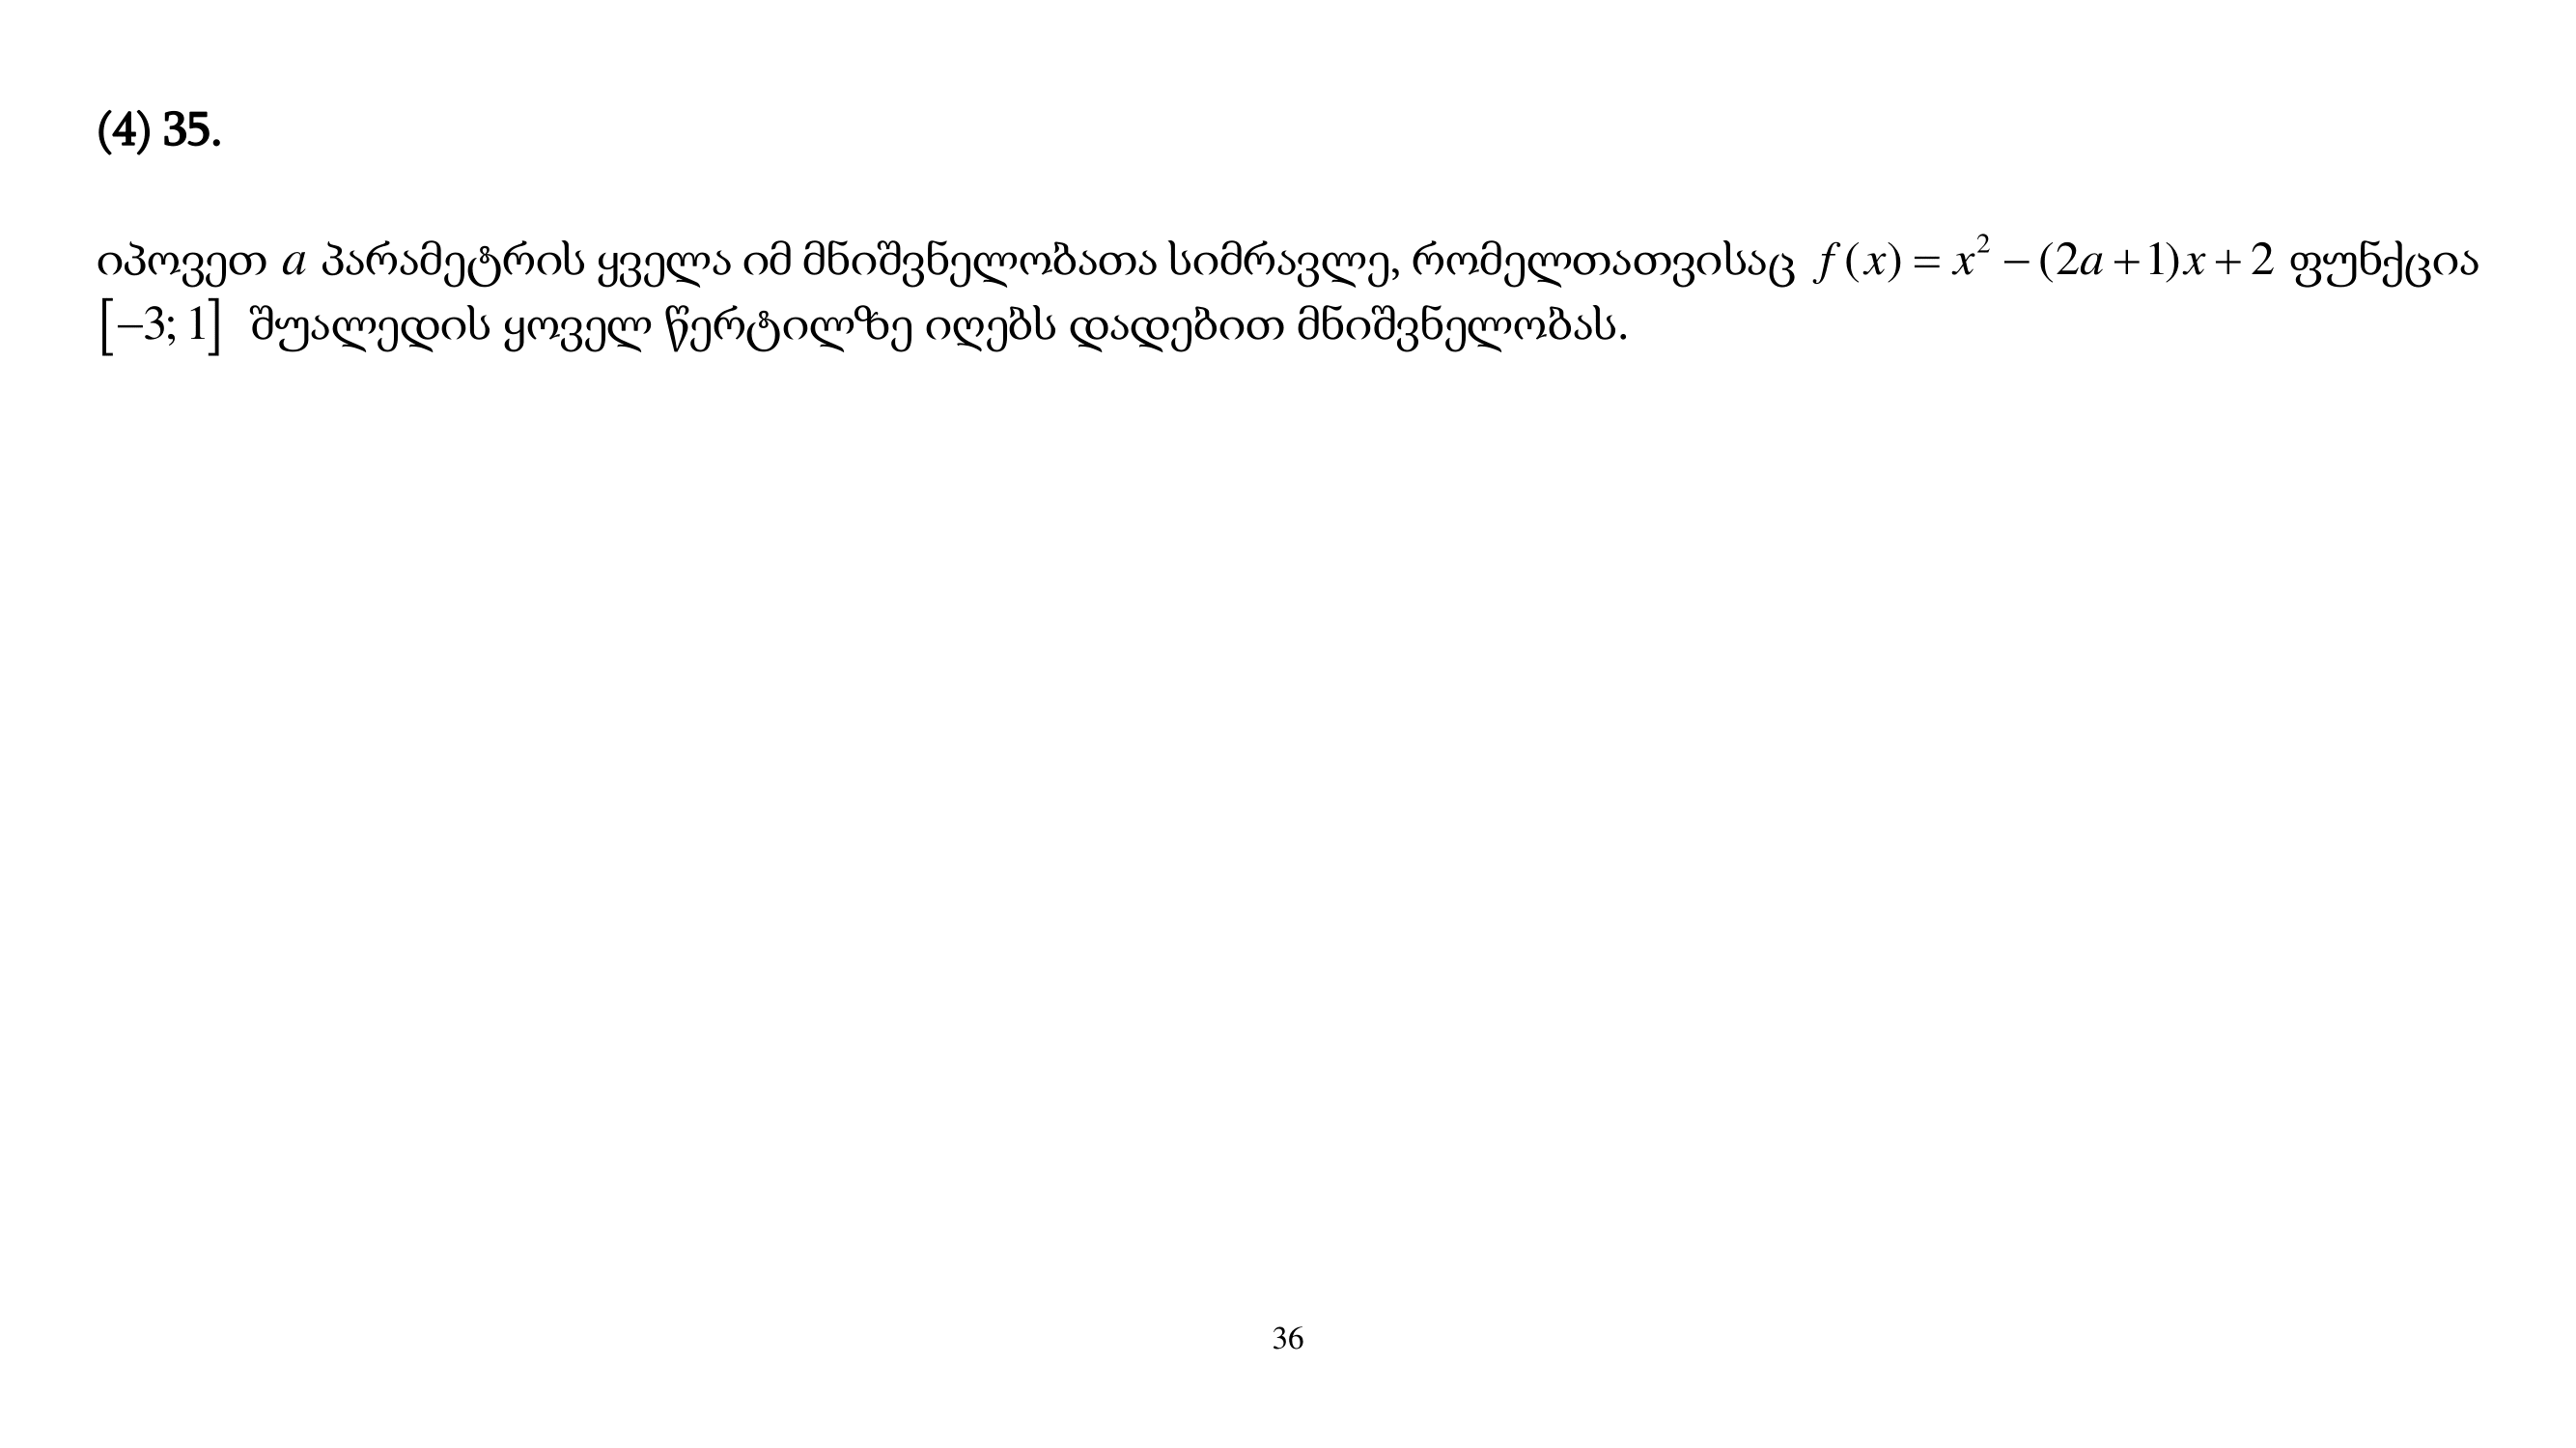 (4) 35.
იპოვეთ a პარამეტრის ყველა იმ მნიშვნელობათა სიმრავლე, რომელთათვისაც f(x) = x² − (2a + 1)x + 2 ფუნქცია
[−3; 1] შუალედის ყოველ წერტილზე იღებს დადებით მნიშვნელობას.
36